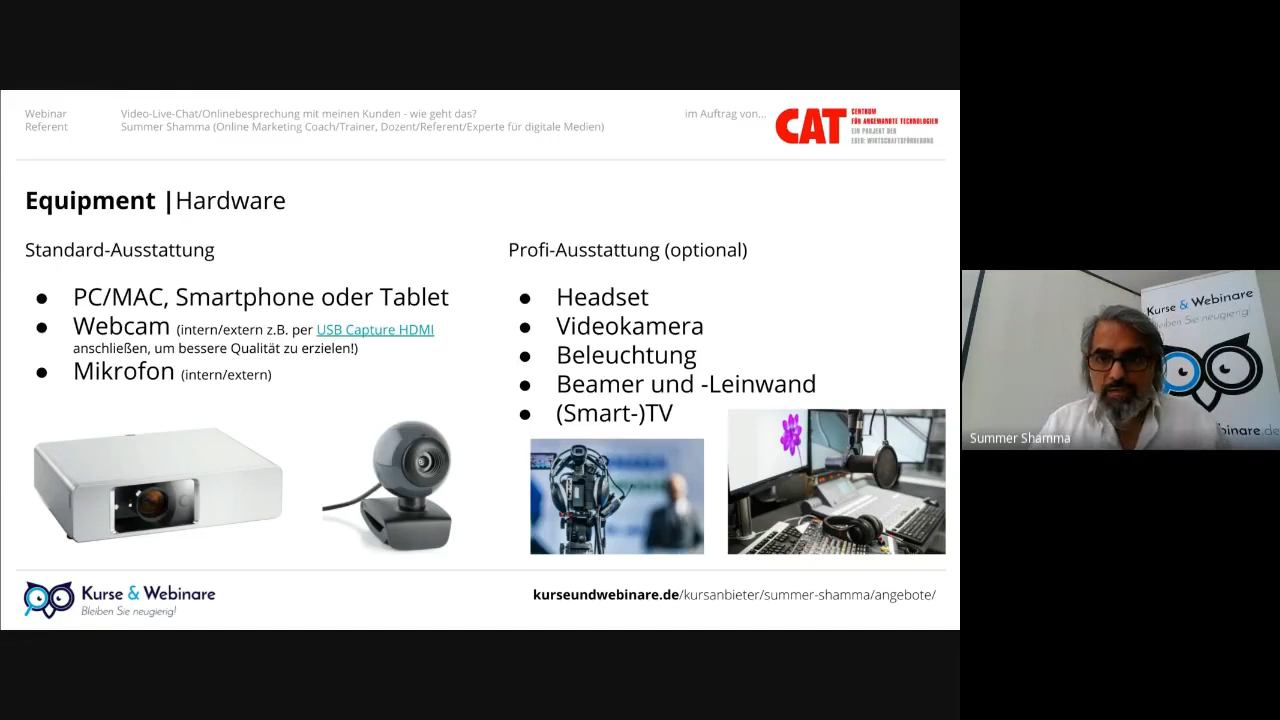 Webinar Video-Live-Chat/Onlinebesprechung mit meinen Kunden - wie geht das?
Referent Summer Shamma (Online Marketing Coach/Trainer, Dozent/Referent/Experte für digitale Medien)
im Auftrag von...
CAT
CENTRUM
FÜR ANGEWANDTE TECHNOLOGIEN
EIN PROJEKT DER
EGEB: WIRTSCHAFTSFÖRDERUNG
Equipment |Hardware
Standard-Ausstattung
● PC/MAC, Smartphone oder Tablet
● Webcam (intern/extern z.B. per USB Capture HDMI
anschließen, um bessere Qualität zu erzielen!)
● Mikrofon (intern/extern)
Profi-Ausstattung (optional)
● Headset
● Videokamera
● Beleuchtung
● Beamer und -Leinwand
● (Smart-)TV
Kurse & Webinare
Bleiben Sie neugierig!
kurseundwebinare.de/kursanbieter/summer-shamma/angebote/
Kurse & Webinare
Bleiben Sie neugierig!
binare.de
Summer Shamma